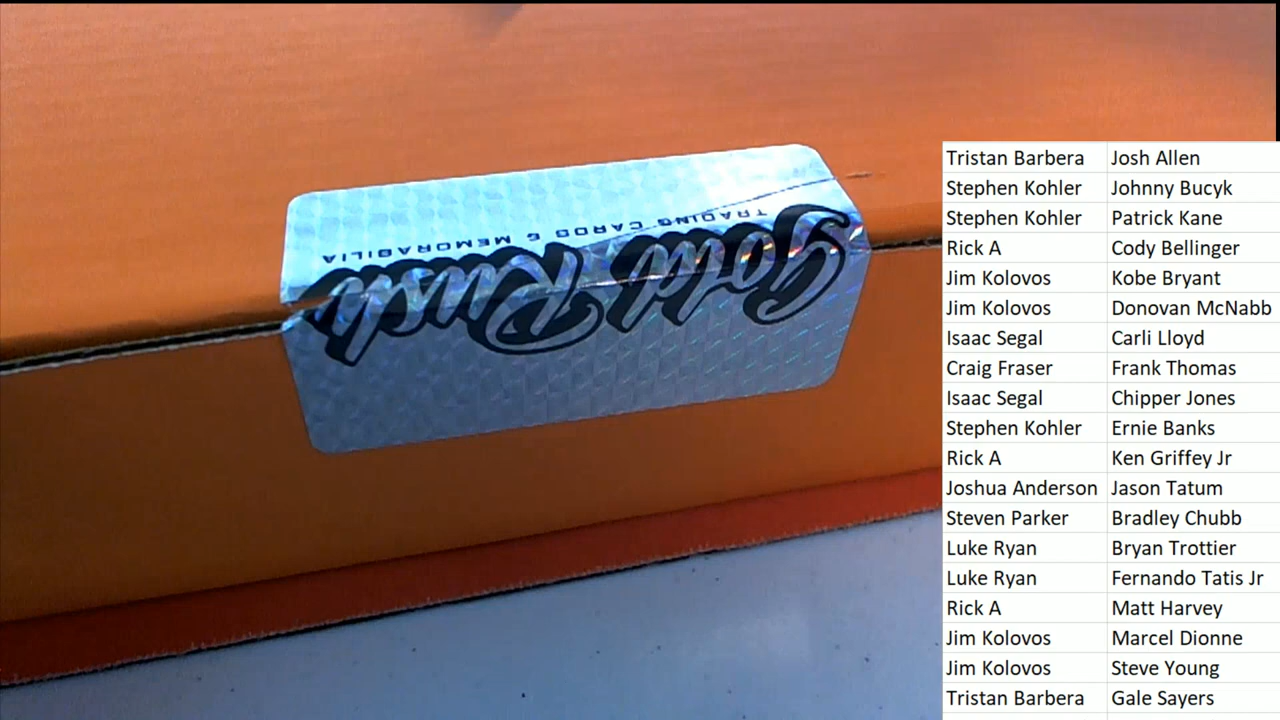 Gold Rush
TRADING CARDS & MEMORABILIA
Tristan Barbera Josh Allen
Stephen Kohler Johnny Bucyk
Stephen Kohler Patrick Kane
Rick A Cody Bellinger
Jim Kolovos Kobe Bryant
Jim Kolovos Donovan McNabb
Isaac Segal Carli Lloyd
Craig Fraser Frank Thomas
Isaac Segal Chipper Jones
Stephen Kohler Ernie Banks
Rick A Ken Griffey Jr
Joshua Anderson Jason Tatum
Steven Parker Bradley Chubb
Luke Ryan Bryan Trottier
Luke Ryan Fernando Tatis Jr
Rick A Matt Harvey
Jim Kolovos Marcel Dionne
Jim Kolovos Steve Young
Tristan Barbera Gale Sayers